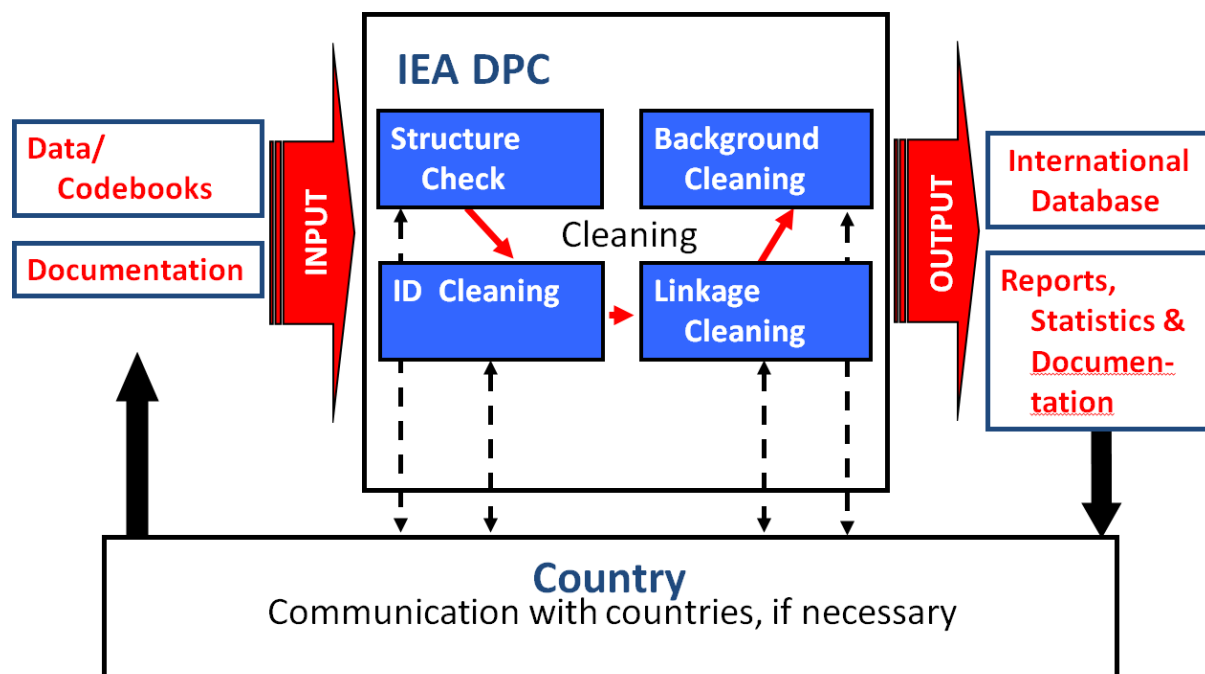 IEA DPC
Data/
Codebooks
Documentation
INPUT
Structure
Check
Background
Cleaning
Cleaning
ID Cleaning
Linkage
Cleaning
OUTPUT
International
Database
Reports,
Statistics &
Documen-
tation
Country
Communication with countries, if necessary